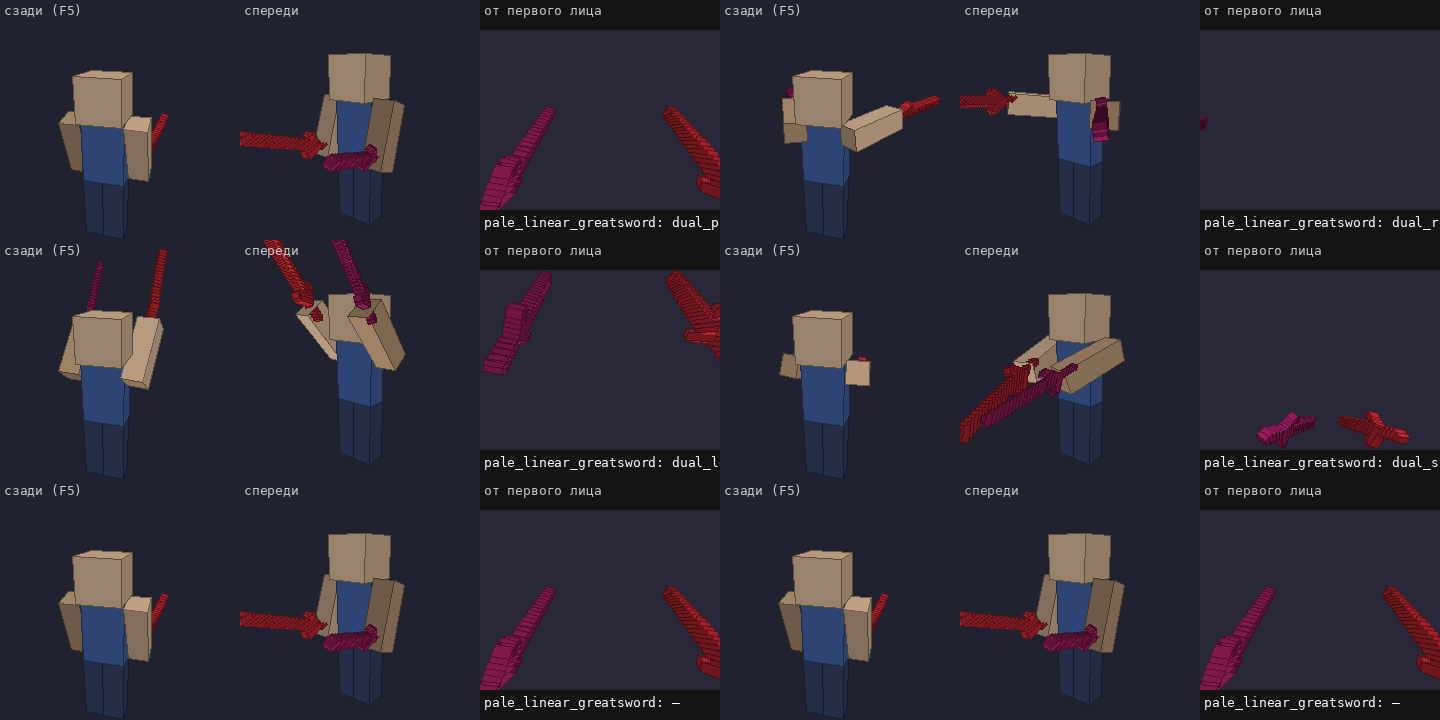 сзади (F5) спереди от первого лица сзади (F5) спереди от первого лица
pale_linear_greatsword: dual_p pale_linear_greatsword: dual_r
сзади (F5) спереди от первого лица сзади (F5) спереди от первого лица
pale_linear_greatsword: dual_l pale_linear_greatsword: dual_s
сзади (F5) спереди от первого лица сзади (F5) спереди от первого лица
pale_linear_greatsword: — pale_linear_greatsword: —